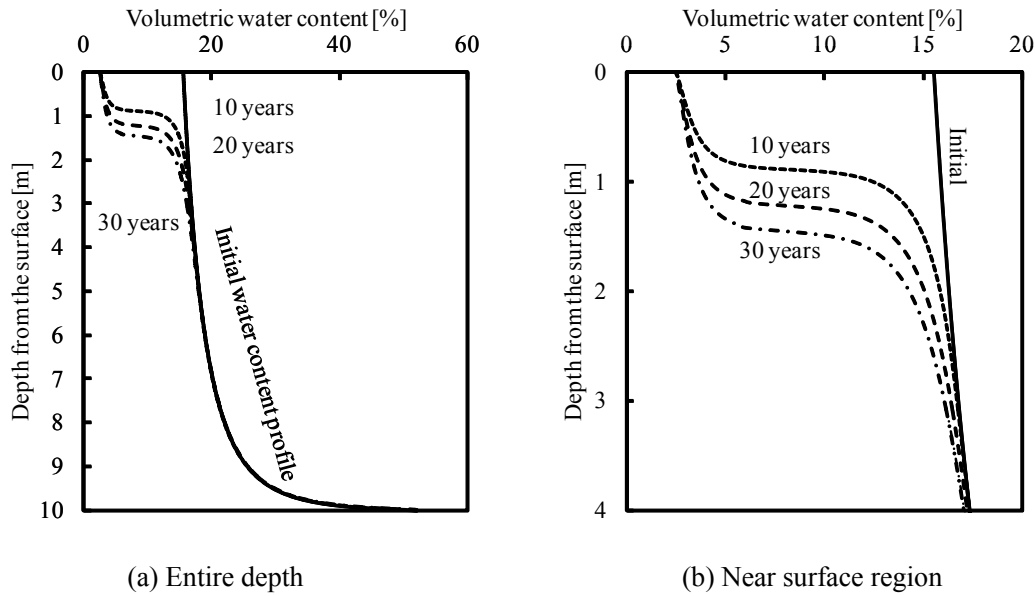 Volumetric water content [%]
0 20 40 60
Depth from the surface [m]
0
1
2
3
4
5
6
7
8
9
10
10 years
20 years
30 years
Initial water content profile
(a) Entire depth
Volumetric water content [%]
0 5 10 15 20
Depth from the surface [m]
0
1
2
3
4
10 years
20 years
30 years
Initial
(b) Near surface region